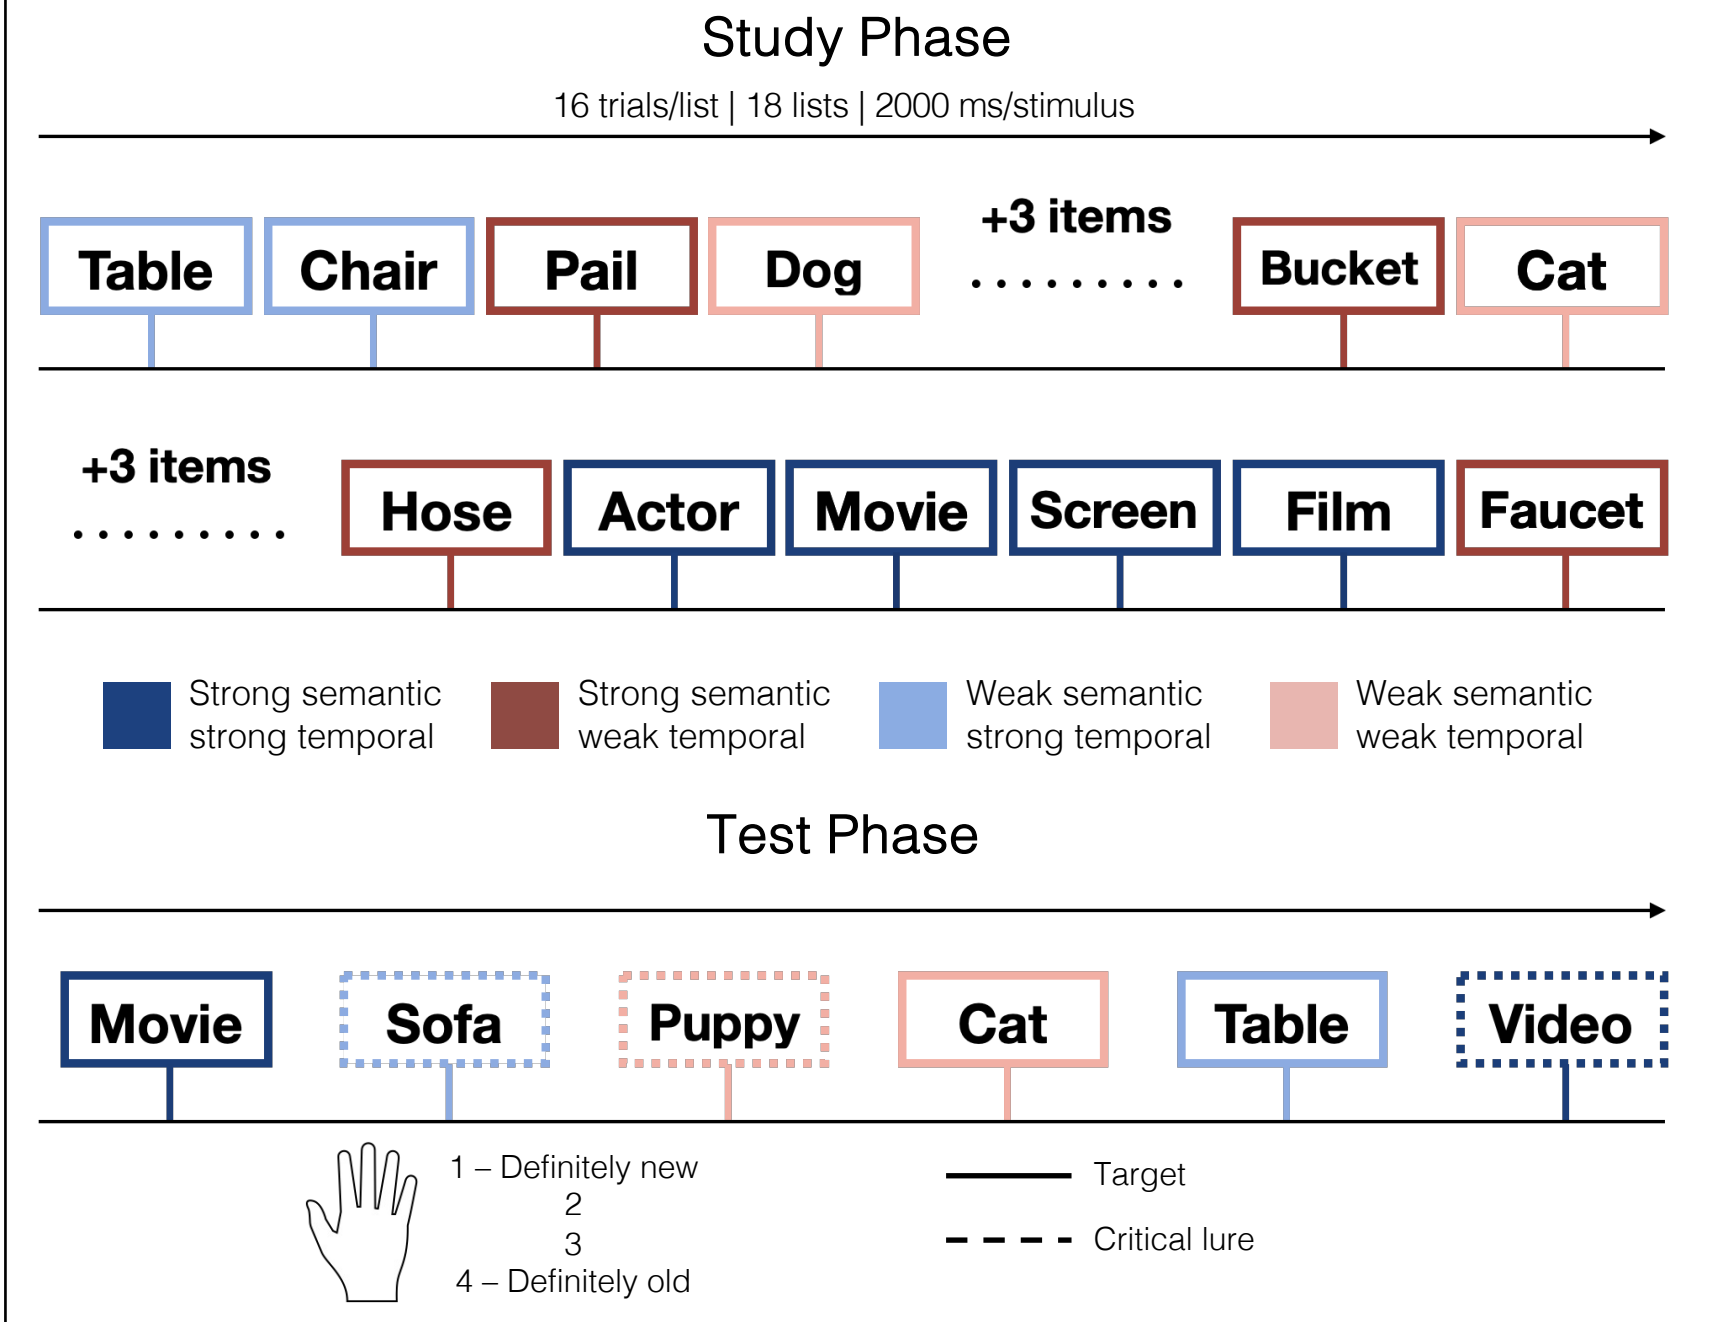 Study Phase
16 trials/list | 18 lists | 2000 ms/stimulus
Table Chair Pail Dog +3 items ......... Bucket Cat
+3 items ......... Hose Actor Movie Screen Film Faucet
Strong semantic
strong temporal
Strong semantic
weak temporal
Weak semantic
strong temporal
Weak semantic
weak temporal
Test Phase
Movie Sofa Puppy Cat Table Video
1 – Definitely new
2
3
4 – Definitely old
Target
Critical lure